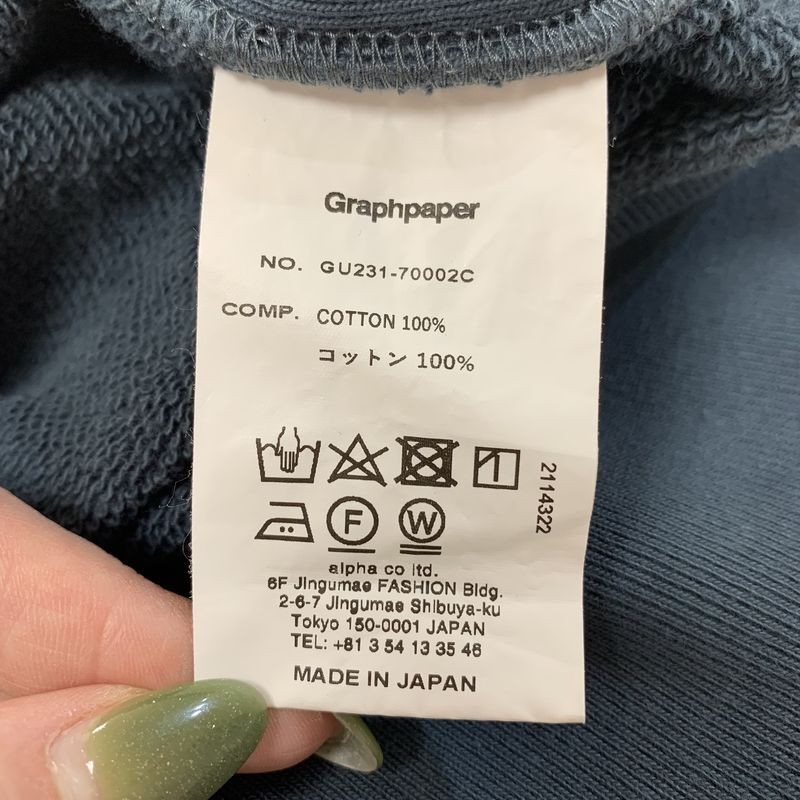 Graphpaper
NO. GU231-70002C
COMP. COTTON 100%
コットン 100%
2114322
F W
alpha co ltd.
6F Jingumae FASHION Bldg.
2-6-7 Jingumae Shibuya-ku
Tokyo 150-0001 JAPAN
TEL: +81 3 54 13 35 46
MADE IN JAPAN